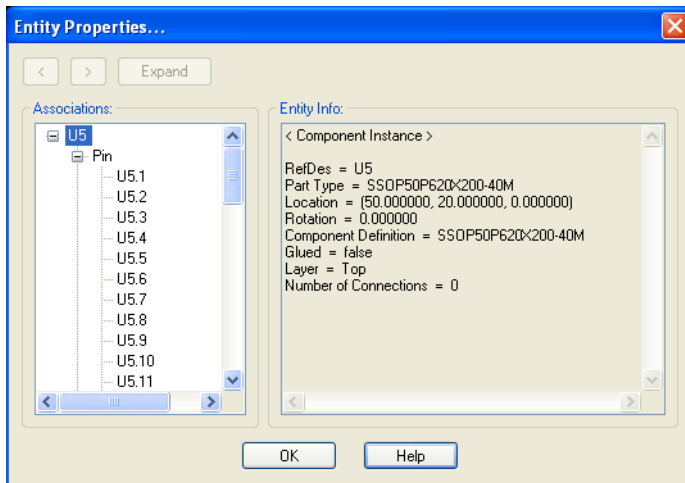 Entity Properties...
< > Expand
Associations:
U5
Pin
U5.1
U5.2
U5.3
U5.4
U5.5
U5.6
U5.7
U5.8
U5.9
U5.10
U5.11
Entity Info:
< Component Instance >
RefDes = U5
Part Type = SSOP50P620X200-40M
Location = (50.000000, 20.000000, 0.000000)
Rotation = 0.000000
Component Definition = SSOP50P620X200-40M
Glued = false
Layer = Top
Number of Connections = 0
OK Help